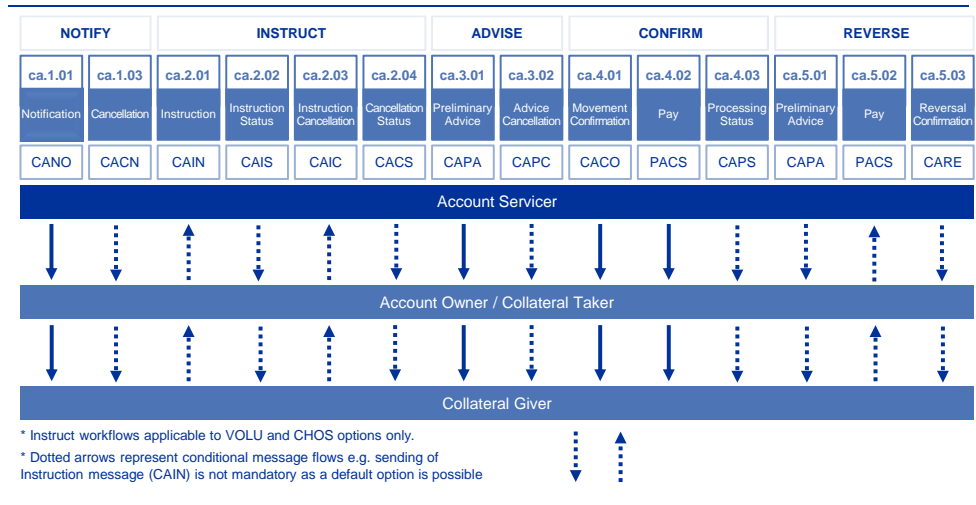 NOTIFY INSTRUCT ADVISE CONFIRM REVERSE
ca.1.01 ca.1.03 ca.2.01 ca.2.02 ca.2.03 ca.2.04 ca.3.01 ca.3.02 ca.4.01 ca.4.02 ca.4.03 ca.5.01 ca.5.02 ca.5.03
Notification Cancellation Instruction Instruction Status Instruction Cancellation Cancellation Status Preliminary Advice Advice Cancellation Movement Confirmation Pay Processing Status Preliminary Advice Pay Reversal Confirmation
CANO CACN CAIN CAIS CAIC CACS CAPA CAPC CACO PACS CAPS CAPA PACS CARE
Account Servicer
Account Owner / Collateral Taker
Collateral Giver
* Instruct workflows applicable to VOLU and CHOS options only.
* Dotted arrows represent conditional message flows e.g. sending of
Instruction message (CAIN) is not mandatory as a default option is possible